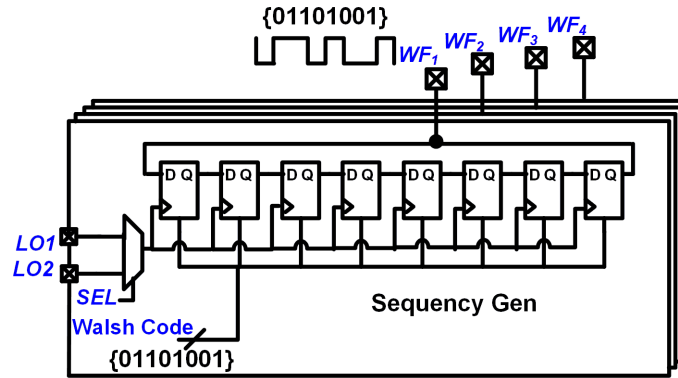 {01101001}
WF1 WF2 WF3 WF4
D Q D Q D Q D Q D Q D Q D Q D Q
LO1
LO2
SEL
Sequency Gen
Walsh Code
{01101001}